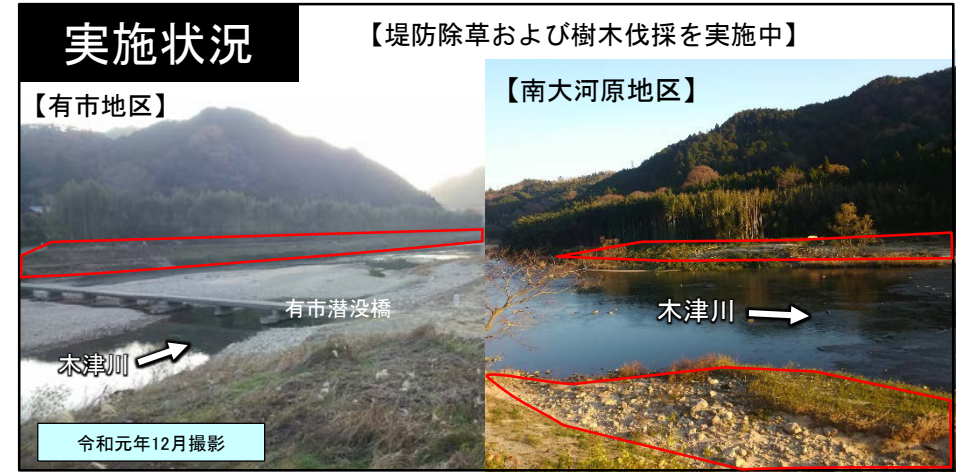 実施状況
【堤防除草および樹木伐採を実施中】
【有市地区】
【南大河原地区】
有市潜没橋
木津川
木津川
令和元年12月撮影